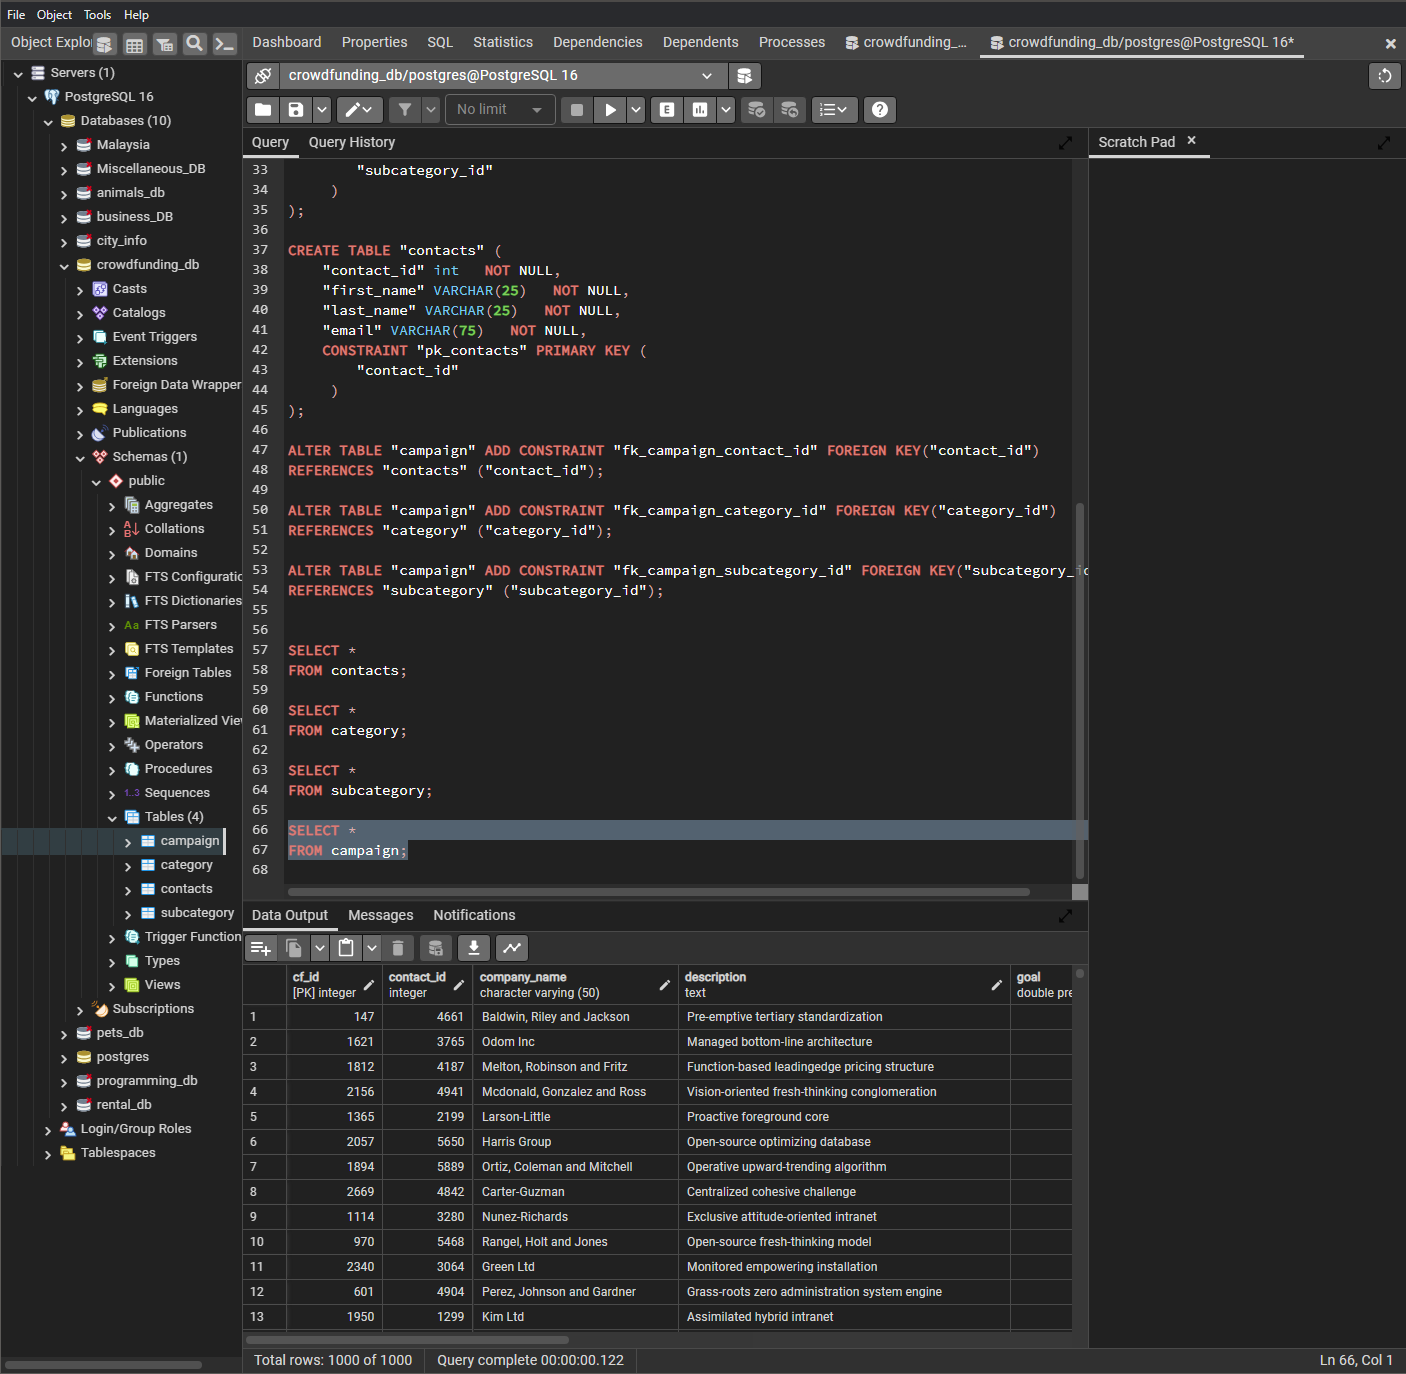 File Object Tools Help
Object Explo
Dashboard Properties SQL Statistics Dependencies Dependents Processes crowdfunding_... crowdfunding_db/postgres@PostgreSQL 16*
crowdfunding_db/postgres@PostgreSQL 16
No limit
E
Servers (1)
PostgreSQL 16
Databases (10)
Malaysia
Miscellaneous_DB
animals_db
business_DB
city_info
crowdfunding_db
Casts
Catalogs
Event Triggers
Extensions
Foreign Data Wrapper
Languages
Publications
Schemas (1)
public
Aggregates
Collations
Domains
FTS Configuratic
FTS Dictionaries
Aa FTS Parsers
FTS Templates
Foreign Tables
Functions
Materialized Vie
Operators
Procedures
1..3 Sequences
Tables (4)
campaign
category
contacts
subcategory
Trigger Function
Types
Views
Subscriptions
pets_db
postgres
programming_db
rental_db
Login/Group Roles
Tablespaces
Query Query History
Scratch Pad
33 "subcategory_id"
34 )
35 );
36
37 CREATE TABLE "contacts" (
38 "contact_id" int NOT NULL,
39 "first_name" VARCHAR(25) NOT NULL,
40 "last_name" VARCHAR(25) NOT NULL,
41 "email" VARCHAR(75) NOT NULL,
42 CONSTRAINT "pk_contacts" PRIMARY KEY (
43 "contact_id"
44 )
45 );
46
47 ALTER TABLE "campaign" ADD CONSTRAINT "fk_campaign_contact_id" FOREIGN KEY("contact_id")
48 REFERENCES "contacts" ("contact_id");
49
50 ALTER TABLE "campaign" ADD CONSTRAINT "fk_campaign_category_id" FOREIGN KEY("category_id")
51 REFERENCES "category" ("category_id");
52
53 ALTER TABLE "campaign" ADD CONSTRAINT "fk_campaign_subcategory_id" FOREIGN KEY("subcategory_id
54 REFERENCES "subcategory" ("subcategory_id");
55
56
57 SELECT *
58 FROM contacts;
59
60 SELECT *
61 FROM category;
62
63 SELECT *
64 FROM subcategory;
65
66 SELECT *
67 FROM campaign;
68
Data Output Messages Notifications
cf_id contact_id company_name description goal
[PK] integer integer character varying (50) text double pre
1 147 4661 Baldwin, Riley and Jackson Pre-emptive tertiary standardization
2 1621 3765 Odom Inc Managed bottom-line architecture
3 1812 4187 Melton, Robinson and Fritz Function-based leadingedge pricing structure
4 2156 4941 Mcdonald, Gonzalez and Ross Vision-oriented fresh-thinking conglomeration
5 1365 2199 Larson-Little Proactive foreground core
6 2057 5650 Harris Group Open-source optimizing database
7 1894 5889 Ortiz, Coleman and Mitchell Operative upward-trending algorithm
8 2669 4842 Carter-Guzman Centralized cohesive challenge
9 1114 3280 Nunez-Richards Exclusive attitude-oriented intranet
10 970 5468 Rangel, Holt and Jones Open-source fresh-thinking model
11 2340 3064 Green Ltd Monitored empowering installation
12 601 4904 Perez, Johnson and Gardner Grass-roots zero administration system engine
13 1950 1299 Kim Ltd Assimilated hybrid intranet
Total rows: 1000 of 1000 Query complete 00:00:00.122 Ln 66, Col 1